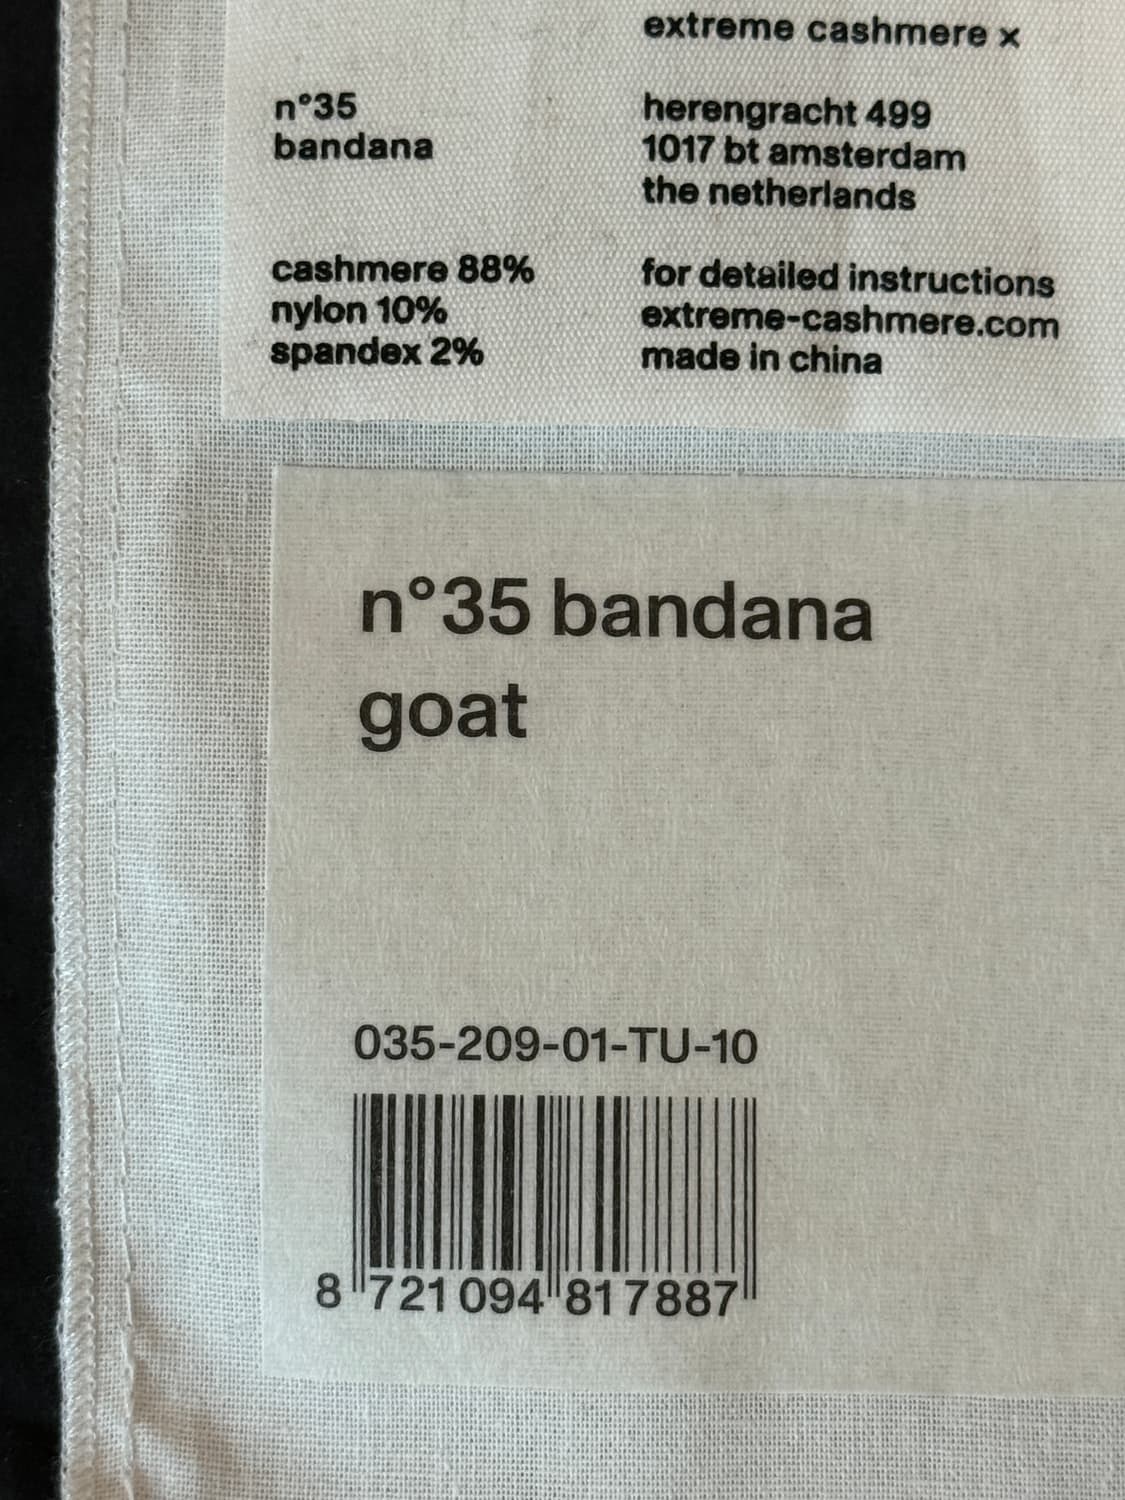 extreme cashmere x
n°35
bandana
herengracht 499
1017 bt amsterdam
the netherlands
cashmere 88%
nylon 10%
spandex 2%
for detailed instructions
extreme-cashmere.com
made in china
n°35 bandana
goat
035-209-01-TU-10
8 721094 817887